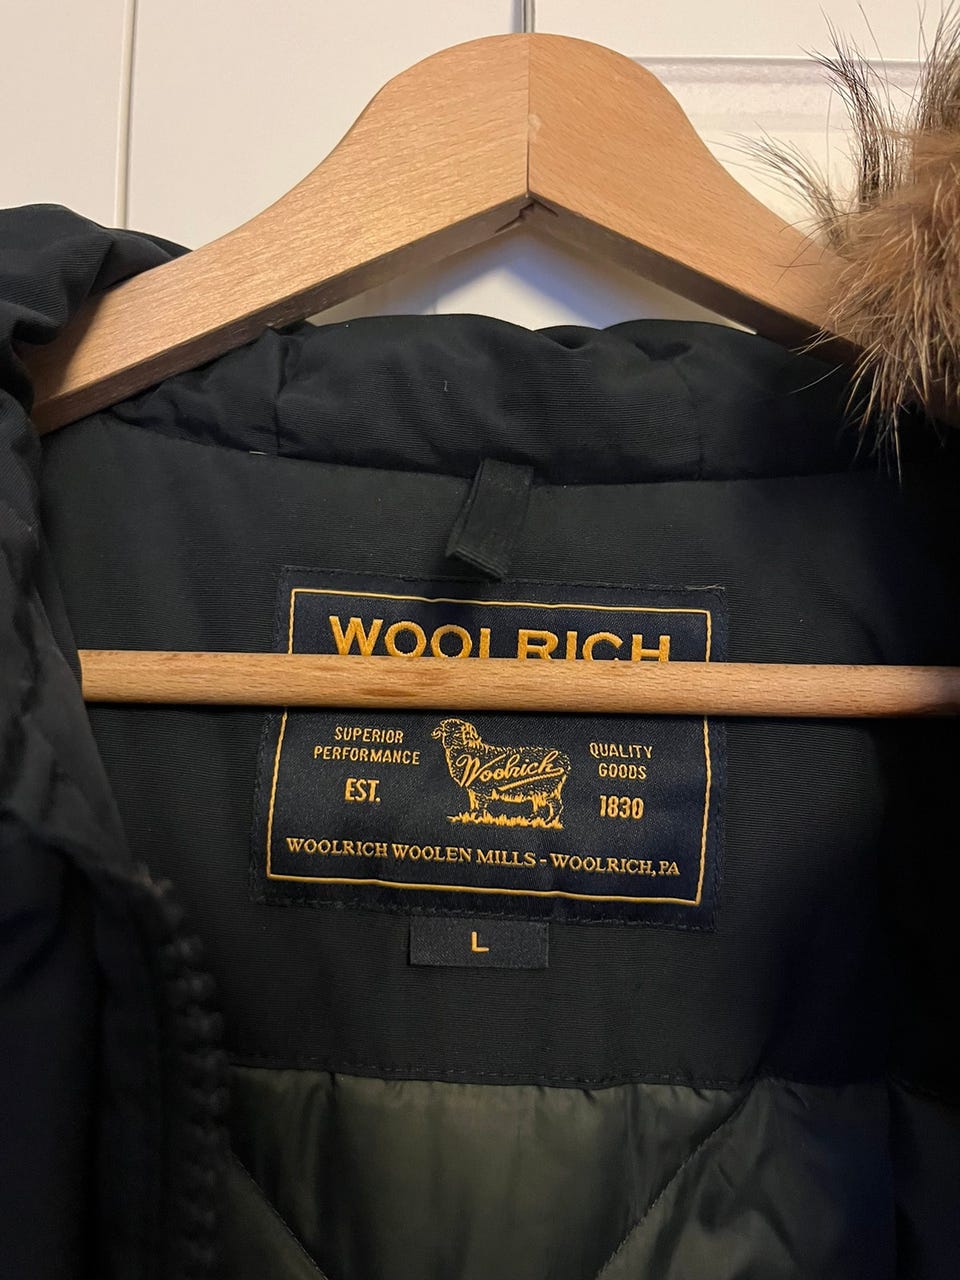 WOOLRICH
SUPERIOR
PERFORMANCE
EST.
Woolrich
QUALITY
GOODS
1830
WOOLRICH WOOLEN MILLS - WOOLRICH, PA
L